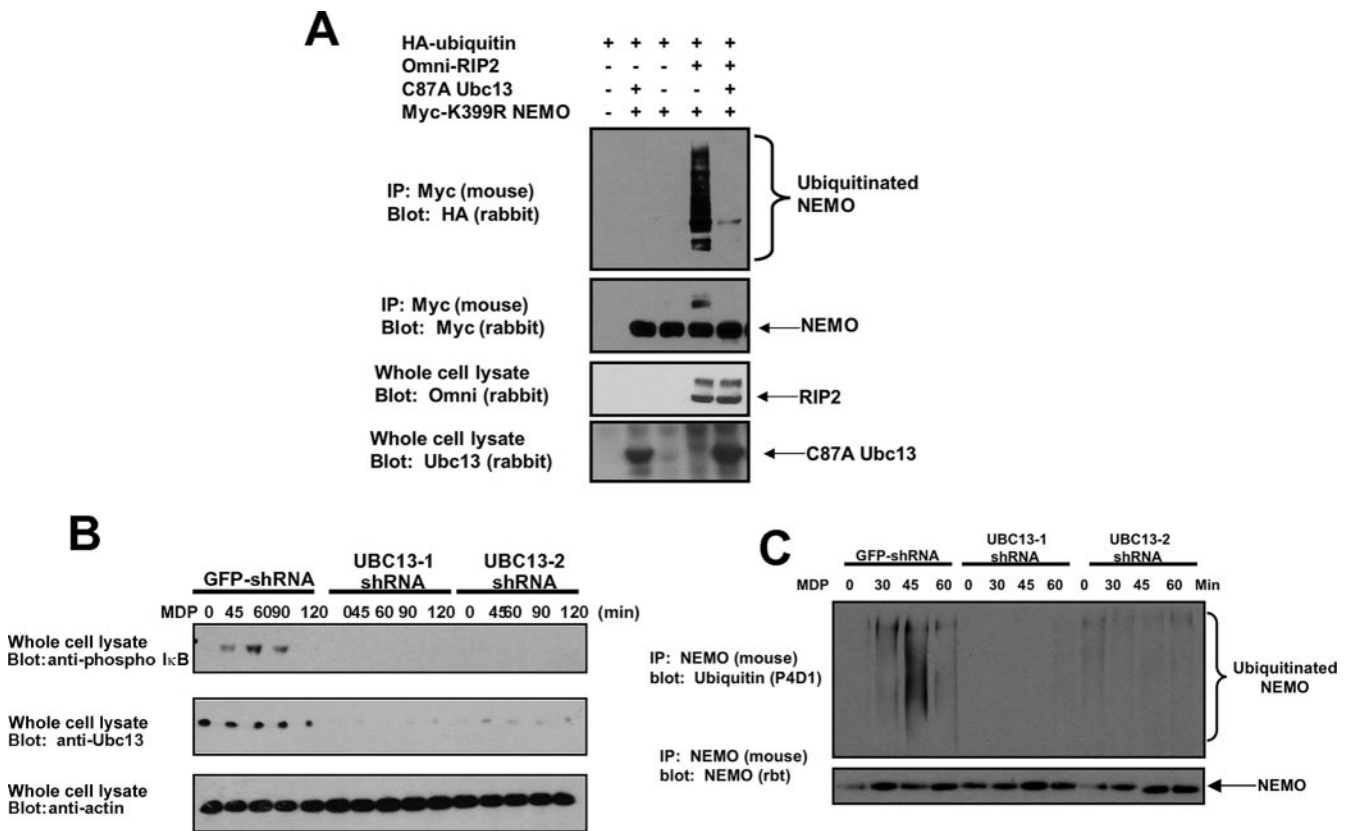 A
HA-ubiquitin + + + + +
Omni-RIP2 - - - + +
C87A Ubc13 - + - - +
Myc-K399R NEMO - + + + +
IP: Myc (mouse)
Blot: HA (rabbit)
Ubiquitinated
NEMO
IP: Myc (mouse)
Blot: Myc (rabbit)
NEMO
Whole cell lysate
Blot: Omni (rabbit)
RIP2
Whole cell lysate
Blot: Ubc13 (rabbit)
C87A Ubc13
B
GFP-shRNA
UBC13-1
shRNA
UBC13-2
shRNA
MDP 0 45 6090 120 045 60 90 120 0 4560 90 120 (min)
Whole cell lysate
Blot:anti-phospho IκB
Whole cell lysate
Blot: anti-Ubc13
Whole cell lysate
Blot:anti-actin
C
GFP-shRNA
UBC13-1
shRNA
UBC13-2
shRNA
MDP 0 30 45 60 0 30 45 60 0 30 45 60 Min
IP: NEMO (mouse)
blot: Ubiquitin (P4D1)
Ubiquitinated
NEMO
IP: NEMO (mouse)
blot: NEMO (rbt)
NEMO